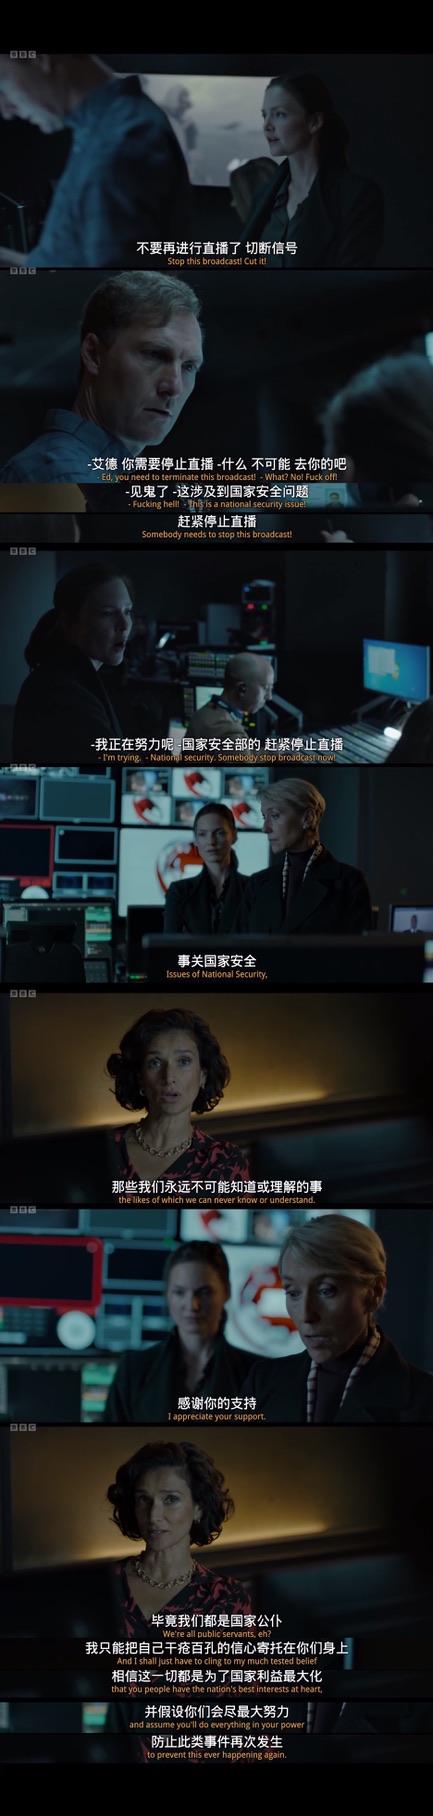 BBC
不要再进行直播了 切断信号
Stop this broadcast! Cut it!
BBC
-艾德 你需要停止直播 -什么 不可能 去你的吧
- Ed, you need to terminate this broadcast! - What? No! Fuck off!
-见鬼了 -这涉及到国家安全问题
- Fucking hell! - This is a national security issue!
赶紧停止直播
Somebody needs to stop this broadcast!
BBC
-我正在努力呢 -国家安全部的 赶紧停止直播
- I'm trying. - National security. Somebody stop broadcast now!
BBC
事关国家安全
Issues of National Security,
BBC
那些我们永远不可能知道或理解的事
the likes of which we can never know or understand.
BBC
感谢你的支持
I appreciate your support.
BBC
毕竟我们都是国家公仆
We're all public servants, eh?
我只能把自己千疮百孔的信心寄托在你们身上
And I shall just have to cling to my much tested belief
相信这一切都是为了国家利益最大化
that you people have the nation's best interests at heart,
并假设你们会尽最大努力
and assume you'll do everything in your power
防止此类事件再次发生
to prevent this ever happening again.